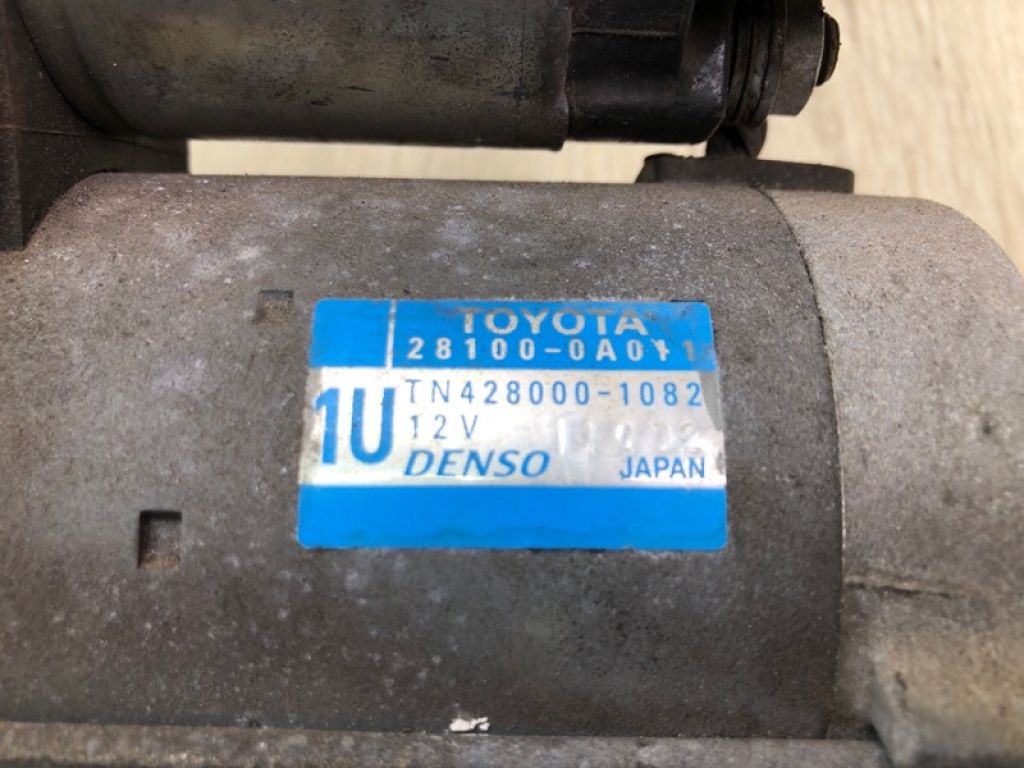 TOYOTA
28100-0A011
1U
TN428000-1082
12V
DENSO JAPAN